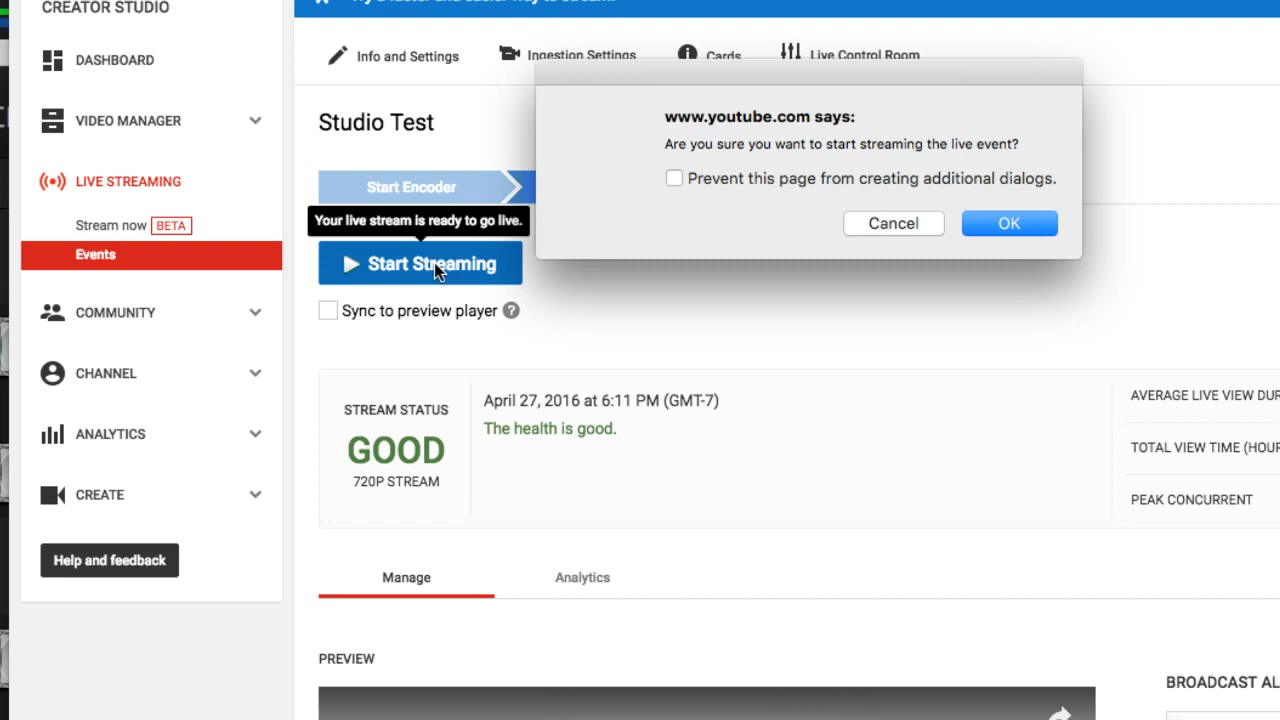 CREATOR STUDIO
DASHBOARD
VIDEO MANAGER
LIVE STREAMING
Stream now BETA
Events
COMMUNITY
CHANNEL
ANALYTICS
CREATE
Help and feedback
Info and Settings
Ingestion Settings
Cards
Live Control Room
Studio Test
Start Encoder
Your live stream is ready to go live.
Start Streaming
Sync to preview player ?
www.youtube.com says:
Are you sure you want to start streaming the live event?
Prevent this page from creating additional dialogs.
Cancel
OK
STREAM STATUS
GOOD
720P STREAM
April 27, 2016 at 6:11 PM (GMT-7)
The health is good.
AVERAGE LIVE VIEW DUR
TOTAL VIEW TIME (HOUR
PEAK CONCURRENT
Manage
Analytics
PREVIEW
BROADCAST AL